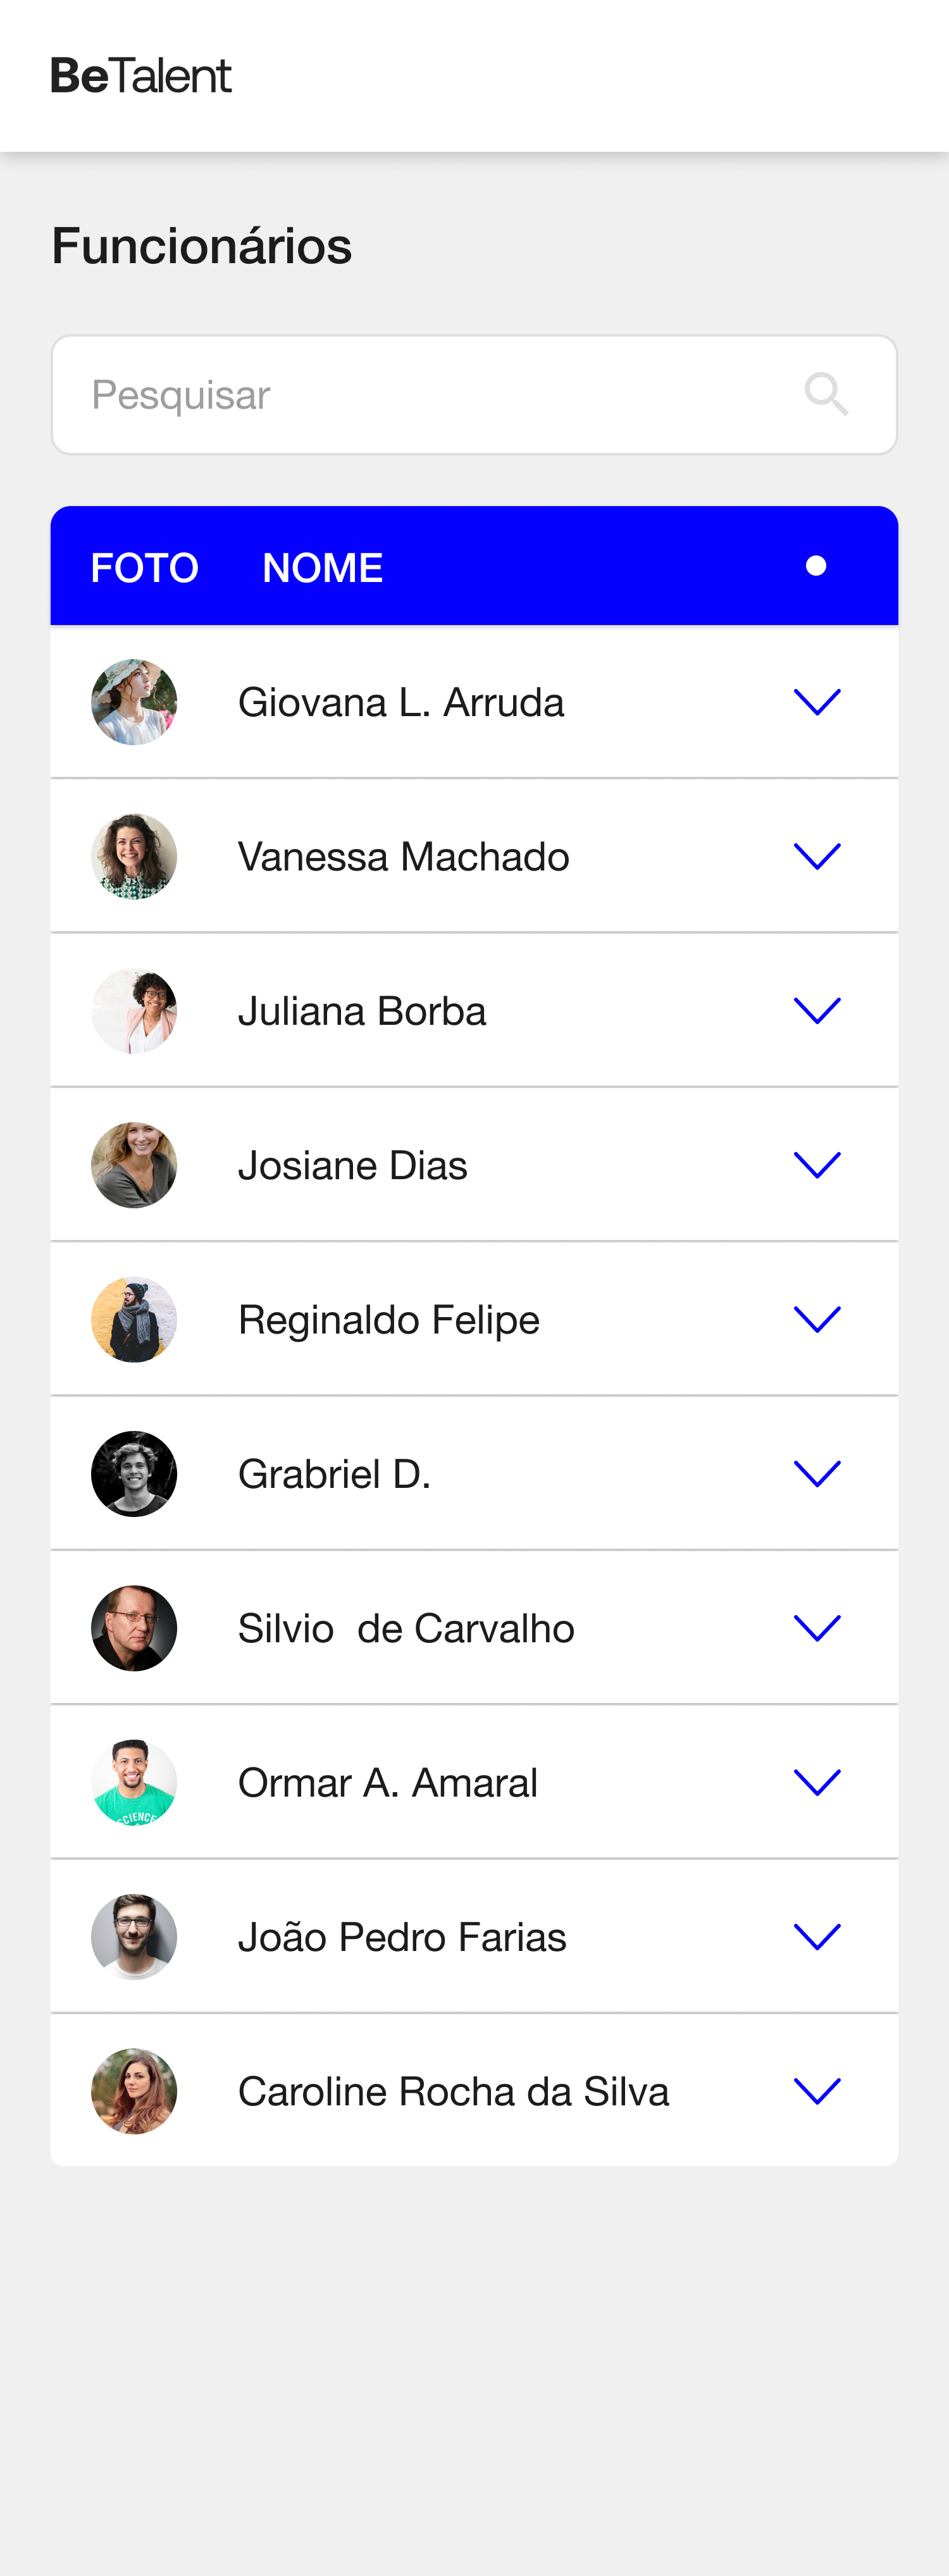 BeTalent
Funcionários
Pesquisar
FOTO NOME
Giovana L. Arruda
Vanessa Machado
Juliana Borba
Josiane Dias
Reginaldo Felipe
Grabriel D.
Silvio  de Carvalho
Ormar A. Amaral
SCIENCE
João Pedro Farias
Caroline Rocha da Silva